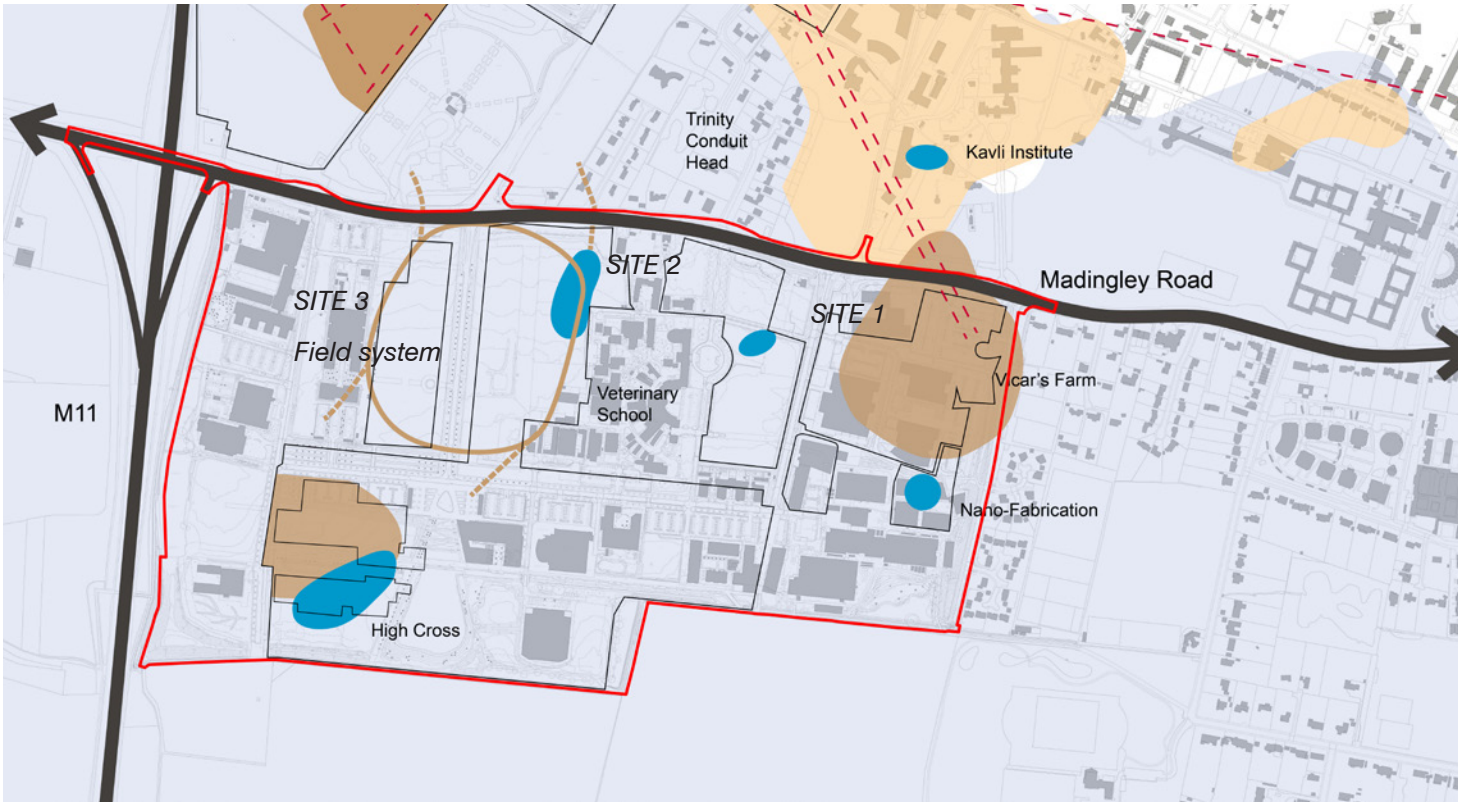 Trinity
Conduit
Head
Kavli Institute
SITE 2
Madingley Road
SITE 3
SITE 1
Field system
Vicar's Farm
Veterinary
School
M11
Nano-Fabrication
High Cross